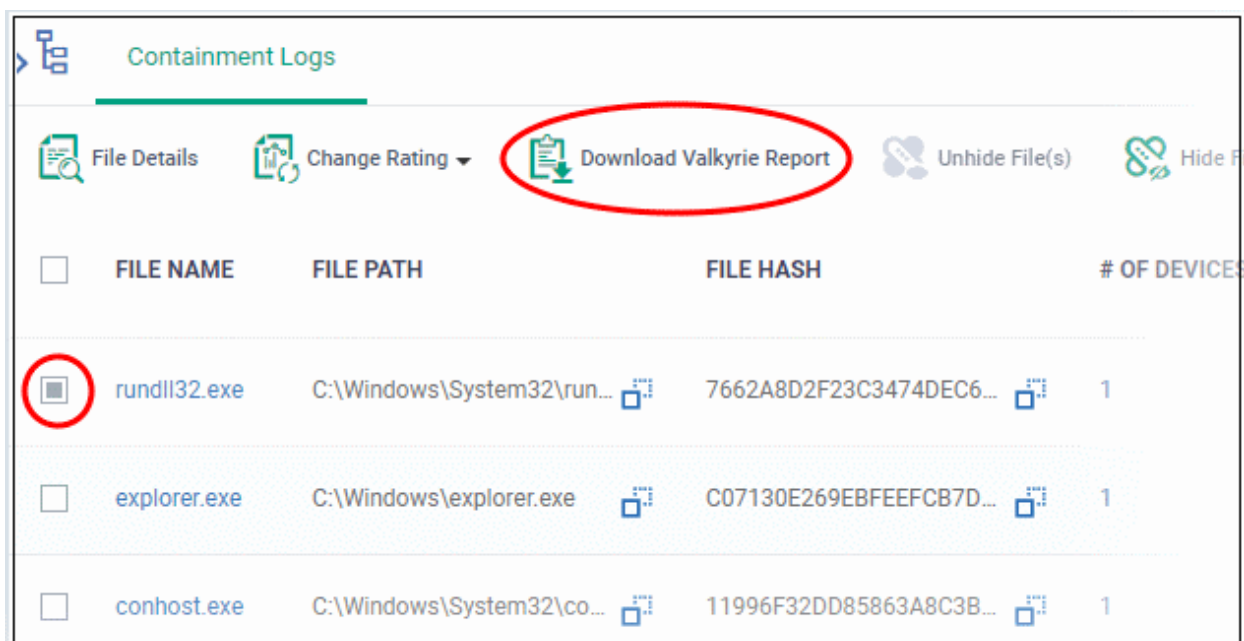 Containment Logs
File Details Change Rating Download Valkyrie Report Unhide File(s) Hide
FILE NAME FILE PATH FILE HASH # OF DEVICES
rundll32.exe C:\Windows\System32\run... 7662A8D2F23C3474DEC6... 1
explorer.exe C:\Windows\explorer.exe C07130E269EBFEEFCB7D... 1
conhost.exe C:\Windows\System32\co... 11996F32DD85863A8C3B... 1